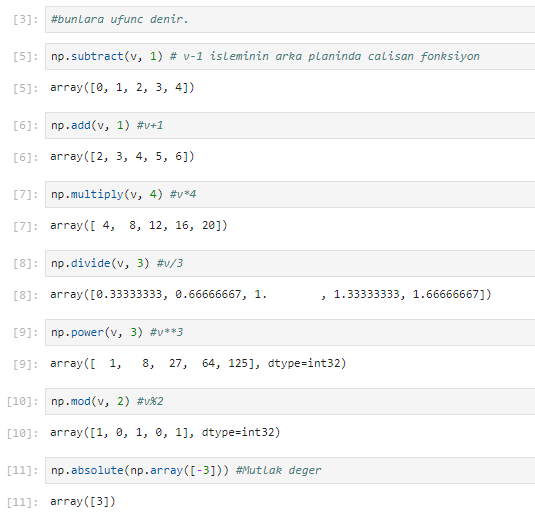 [3]: #bunlara ufunc denir.
[5]: np.subtract(v, 1) # v-1 isleminin arka planinda calisan fonksiyon
[5]: array([0, 1, 2, 3, 4])
[6]: np.add(v, 1) #v+1
[6]: array([2, 3, 4, 5, 6])
[7]: np.multiply(v, 4) #v*4
[7]: array([ 4,  8, 12, 16, 20])
[8]: np.divide(v, 3) #v/3
[8]: array([0.33333333, 0.66666667, 1.        , 1.33333333, 1.66666667])
[9]: np.power(v, 3) #v**3
[9]: array([  1,   8,  27,  64, 125], dtype=int32)
[10]: np.mod(v, 2) #v%2
[10]: array([1, 0, 1, 0, 1], dtype=int32)
[11]: np.absolute(np.array([-3])) #Mutlak deger
[11]: array([3])